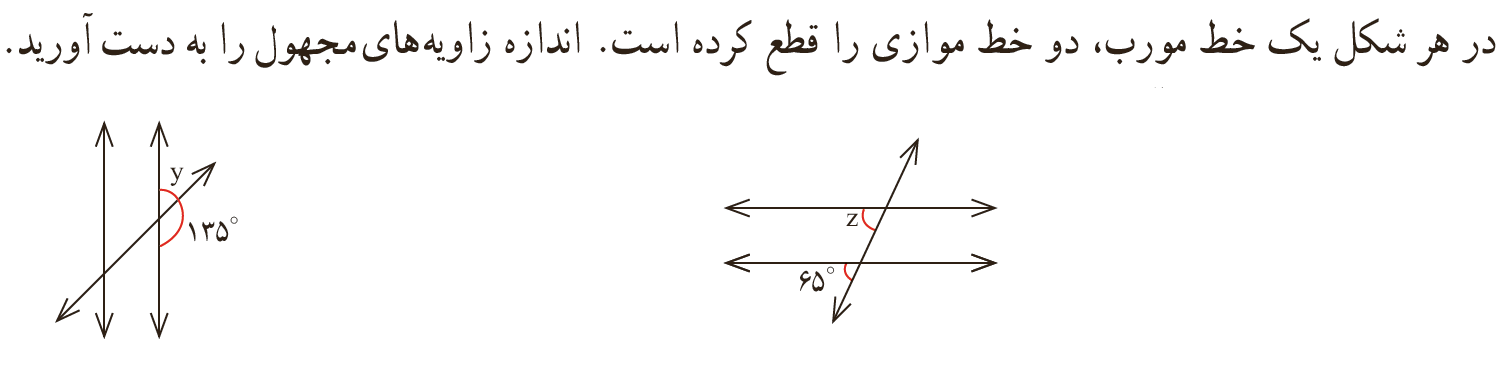 در هر شکل یک خط مورب، دو خط موازی را قطع کرده است. اندازه زاویه‌های مجهول را به دست آورید.
y
۱۳۵°
z
۶۵°